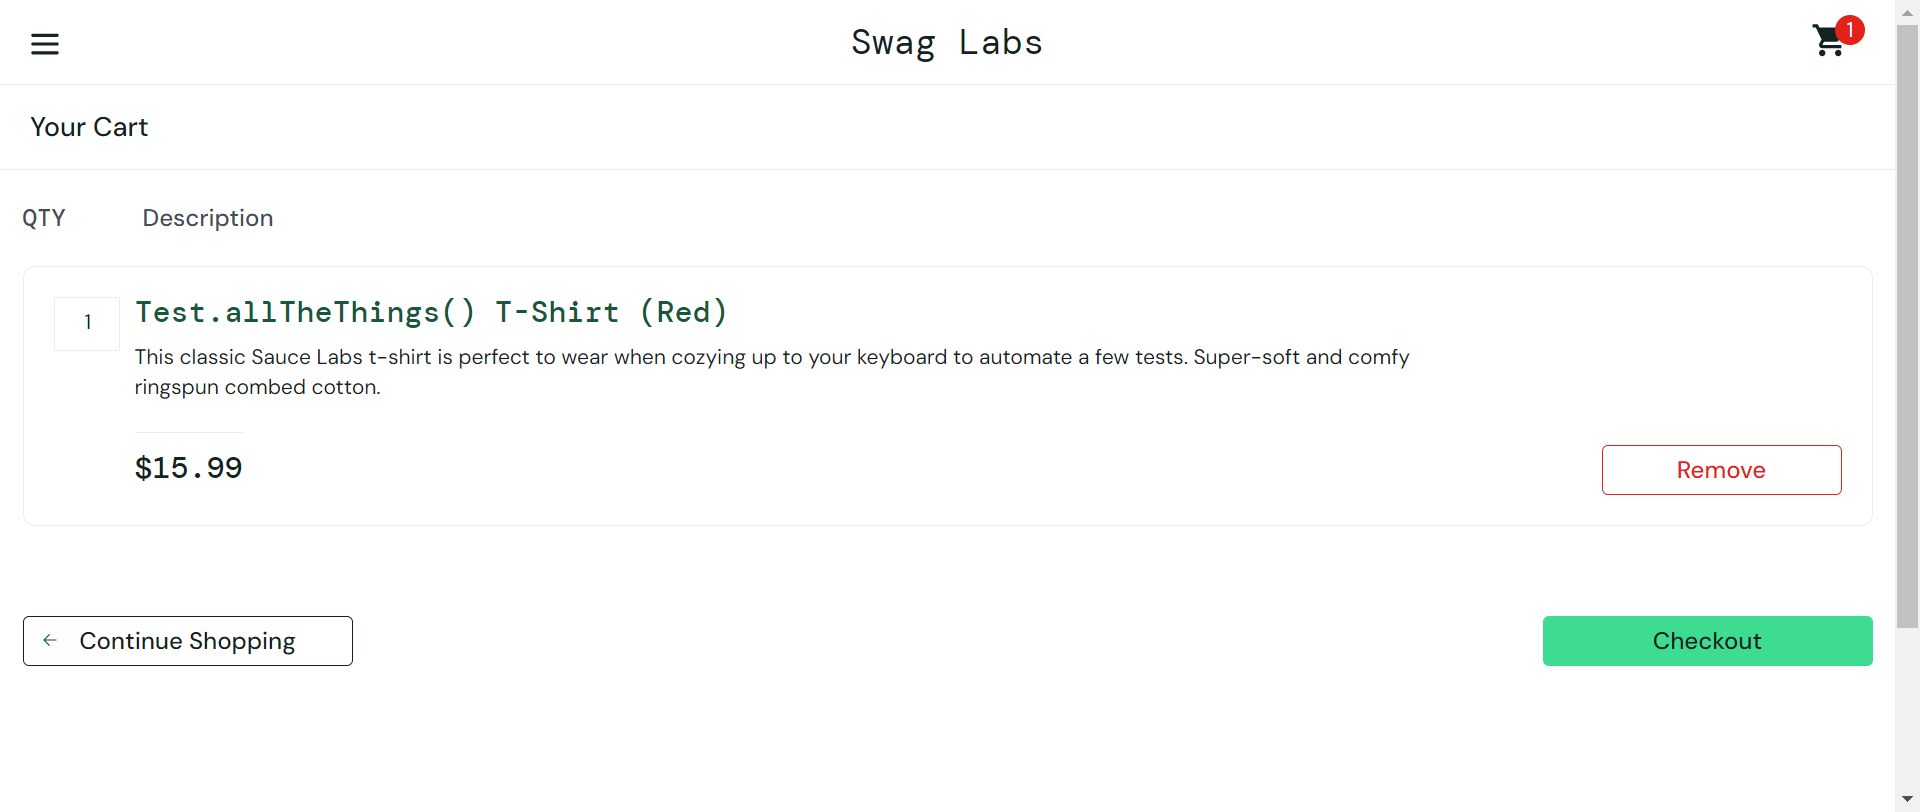 Swag Labs
1
Your Cart
QTY
Description
1
Test.allTheThings() T-Shirt (Red)
This classic Sauce Labs t-shirt is perfect to wear when cozying up to your keyboard to automate a few tests. Super-soft and comfy
ringspun combed cotton.
$15.99
Remove
Continue Shopping
Checkout